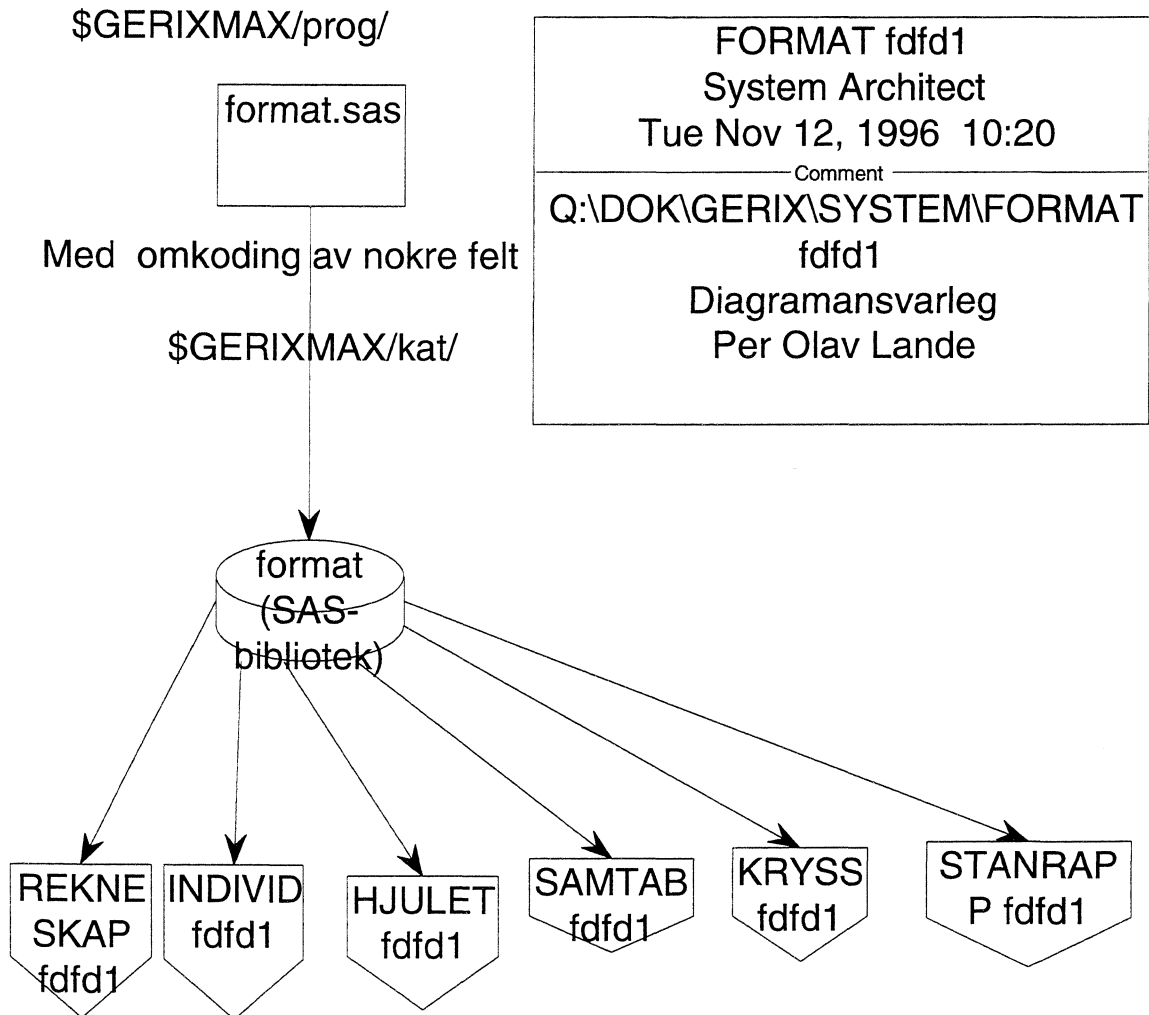 $GERIXMAX/prog/
format.sas
FORMAT fdfd1
System Architect
Tue Nov 12, 1996 10:20
Comment
Q:\DOK\GERIX\SYSTEM\FORMAT
fdfd1
Diagramansvarleg
Per Olav Lande
Med omkoding av nokre felt
$GERIXMAX/kat/
format
(SAS-
bibliotek)
REKNE
SKAP
fdfd1
INDIVID
fdfd1
HJULET
fdfd1
SAMTAB
fdfd1
KRYSS
fdfd1
STANRAP
P fdfd1